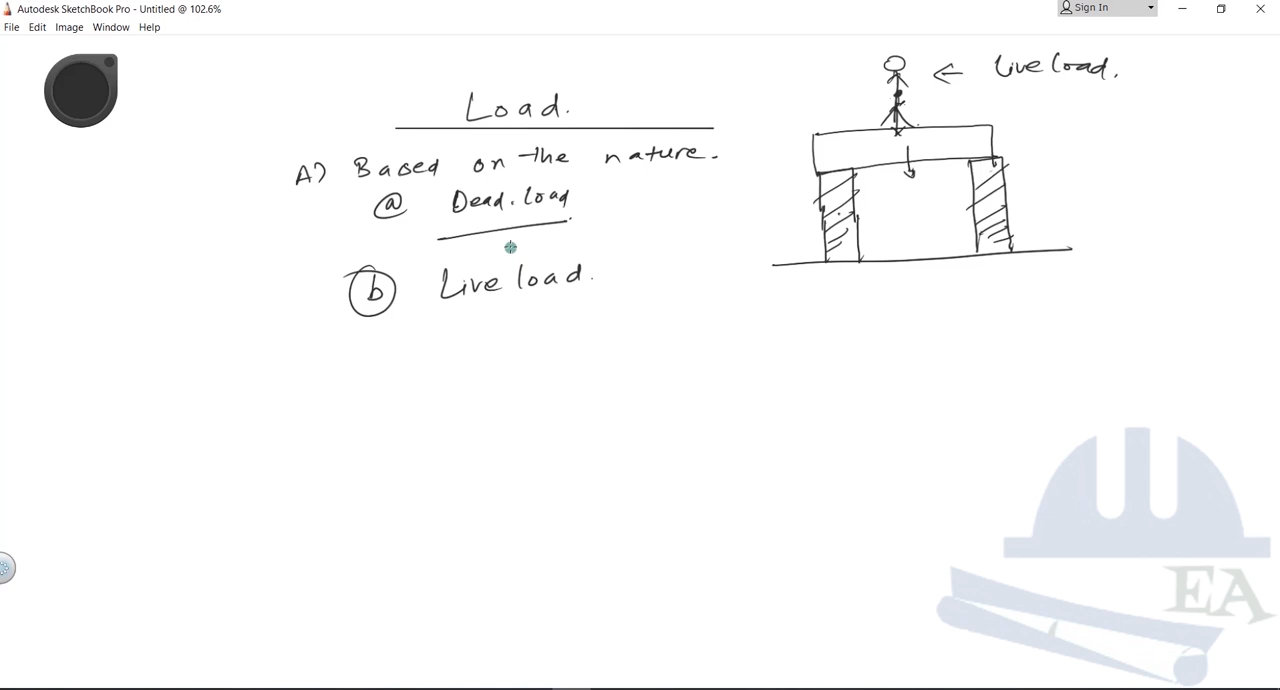 Autodesk SketchBook Pro - Untitled @ 102.6%
Sign In
File Edit Image Window Help
Live load.
Load.
A) Based on the nature.
a Dead. Load
b Live load.
EA